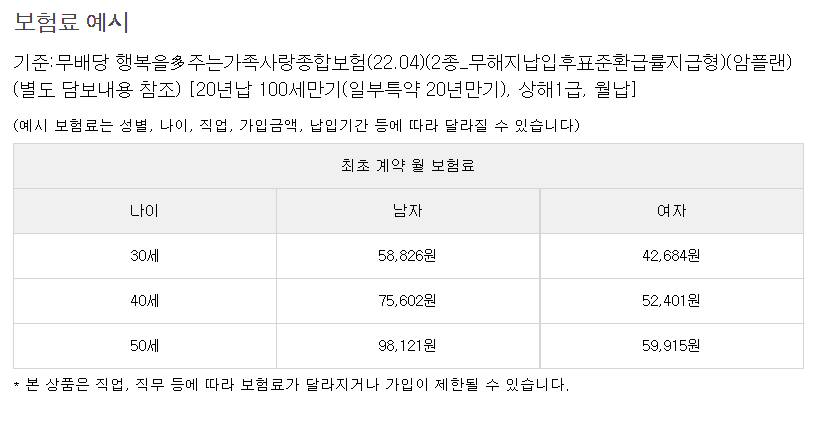 보험료 예시
기준:무배당 행복을多주는가족사랑종합보험(22.04)(2종_무해지납입후표준환급률지급형)(암플랜)
(별도 담보내용 참조) [20년납 100세만기(일부특약 20년만기), 상해1급, 월납]
(예시 보험료는 성별, 나이, 직업, 가입금액, 납입기간 등에 따라 달라질 수 있습니다)
최초 계약 월 보험료
나이 남자 여자
30세 58,826원 42,684원
40세 75,602원 52,401원
50세 98,121원 59,915원
* 본 상품은 직업, 직무 등에 따라 보험료가 달라지거나 가입이 제한될 수 있습니다.